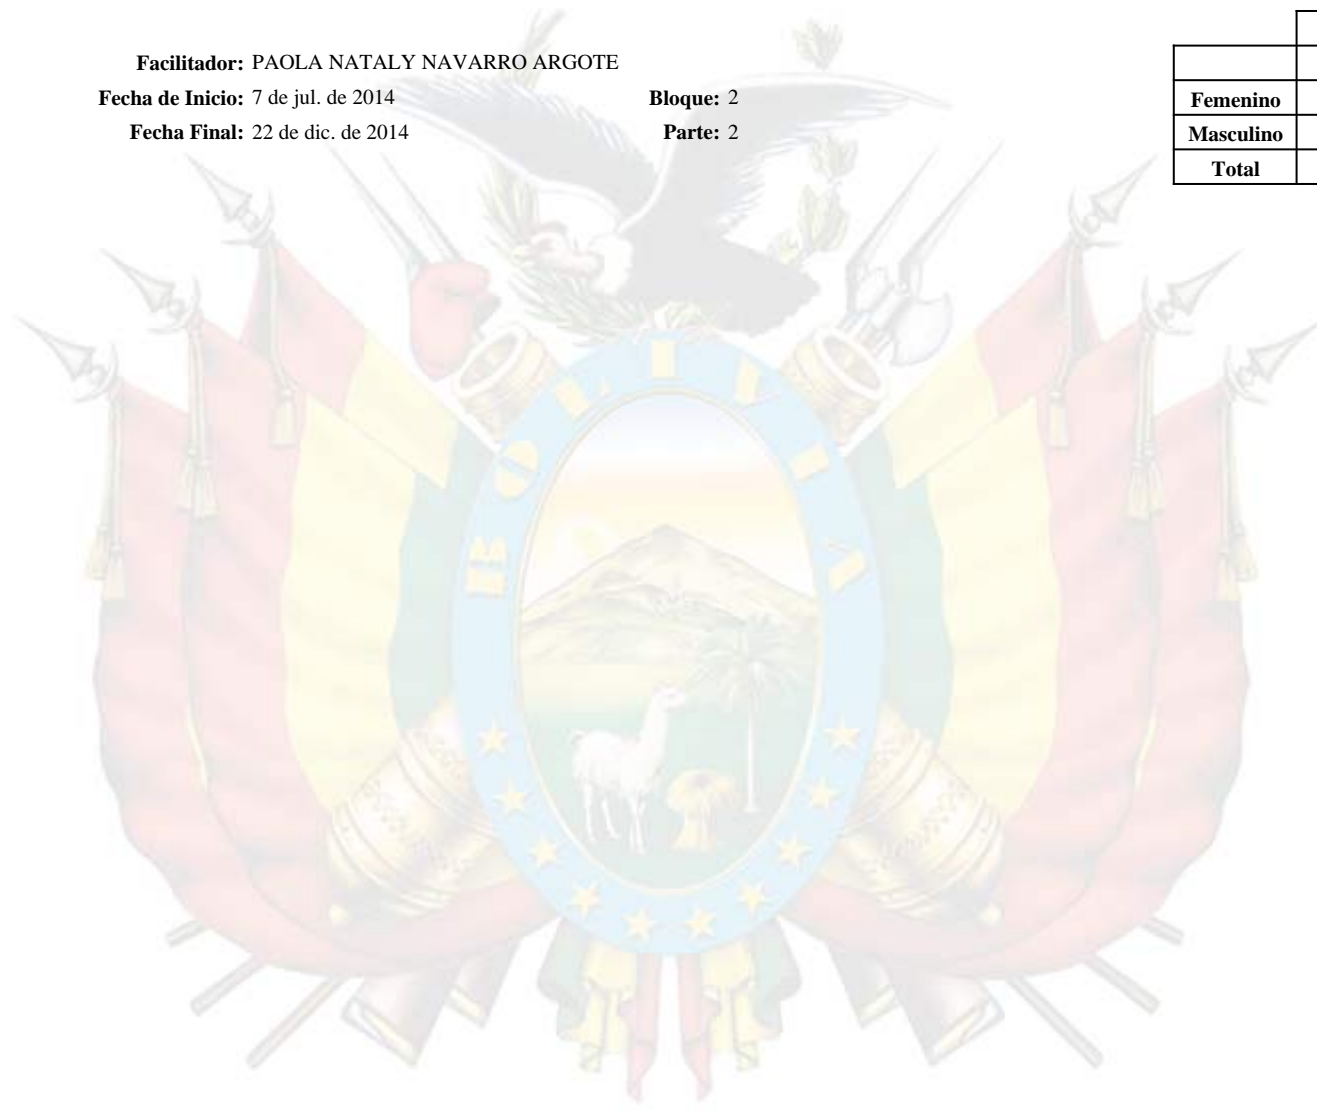 Facilitador: PAOLA NATALY NAVARRO ARGOTE
Fecha de Inicio: 7 de jul. de 2014 Bloque: 2
Fecha Final: 22 de dic. de 2014 Parte: 2
Femenino
Masculino
Total
BOLIVIA